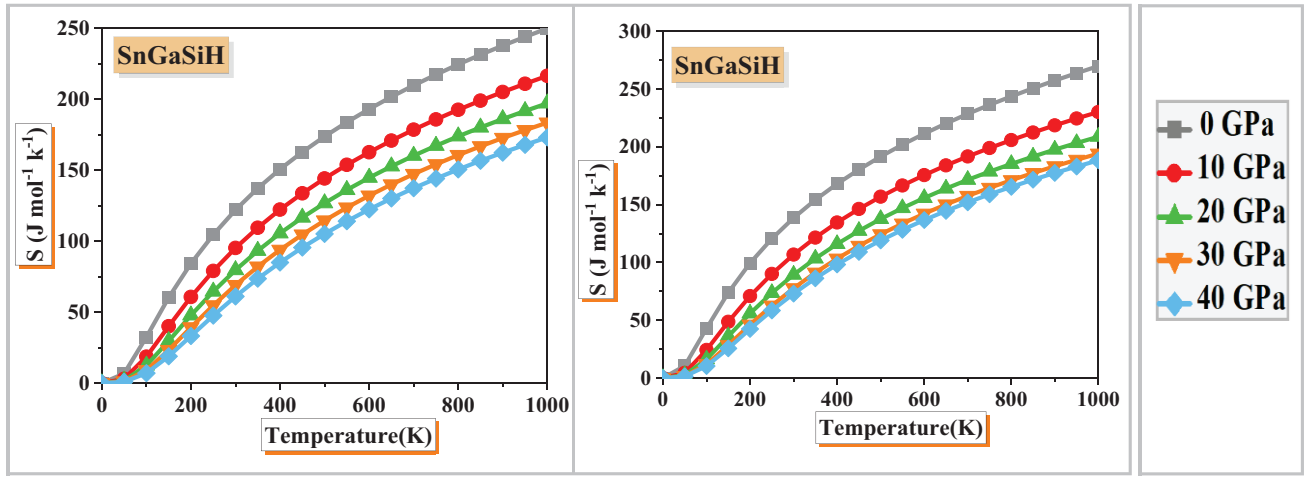 250
200
150
100
50
0
S (J mol⁻¹ k⁻¹)
SnGaSiH
0 200 400 600 800 1000
Temperature(K)
300
250
200
150
100
50
0
S (J mol⁻¹ k⁻¹)
SnGaSiH
0 200 400 600 800 1000
Temperature(K)
0 GPa
10 GPa
20 GPa
30 GPa
40 GPa